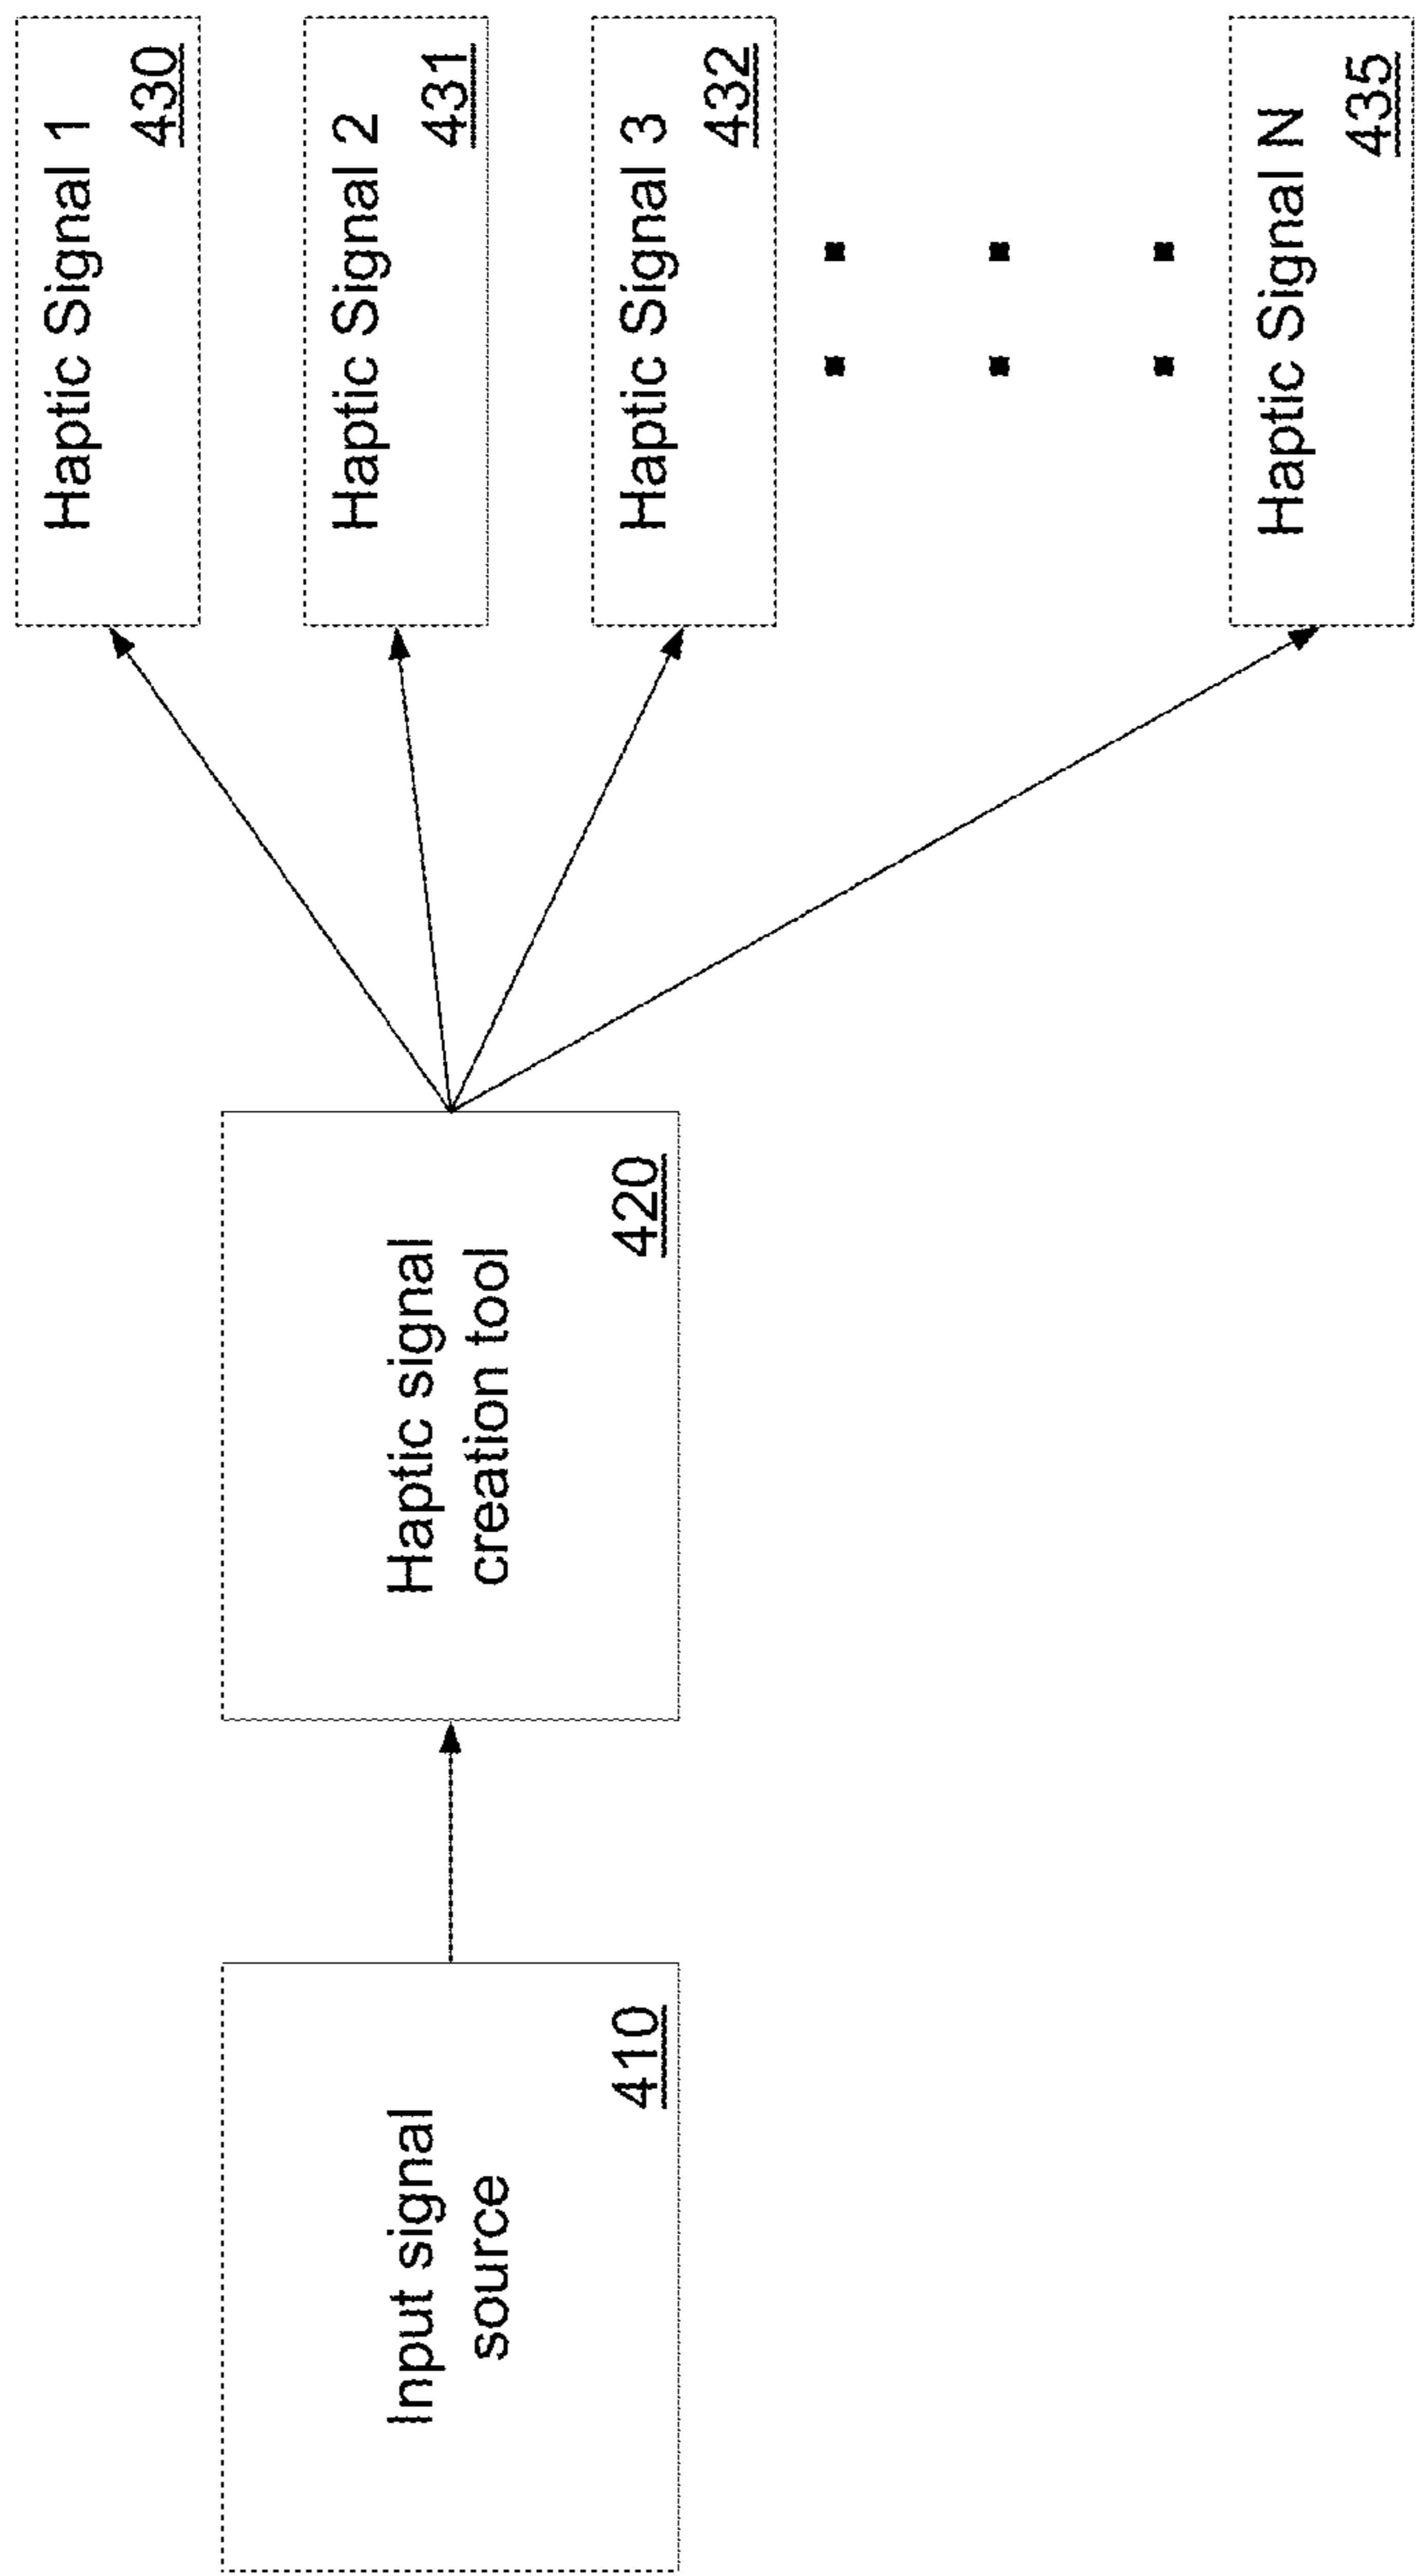 Input signal
source
410
Haptic signal
creation tool
420
Haptic Signal 1
430
Haptic Signal 2
431
Haptic Signal 3
432
Haptic Signal N
435